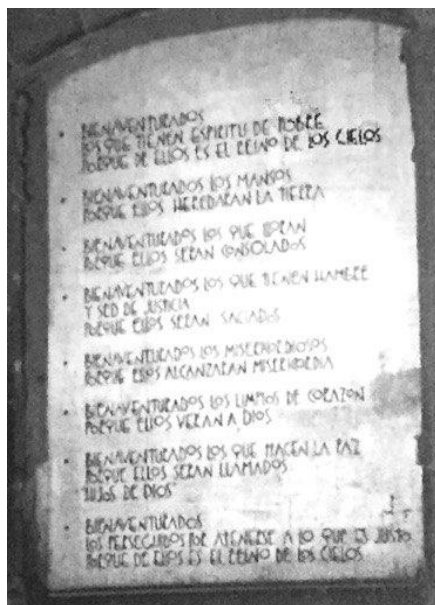 BIENAVENTURADOS
LOS QUE TIENEN ESPIRITU DE POBRE
PORQUE DE ELLOS ES EL REINO DE LOS CIELOS
BIENAVENTURADOS LOS MANSOS
PORQUE ELLOS HEREDARAN LA TIERRA
BIENAVENTURADOS LOS QUE LLORAN
PORQUE ELLOS SERAN CONSOLADOS
BIENAVENTURADOS LOS QUE TIENEN HAMBRE
Y SED DE JUSTICIA
PORQUE ELLOS SERAN SACIADOS
BIENAVENTURADOS LOS MISERICORDIOSOS
PORQUE ELLOS ALCANZARAN MISERICORDIA
BIENAVENTURADOS LOS LIMPIOS DE CORAZON
PORQUE ELLOS VERAN A DIOS
BIENAVENTURADOS LOS QUE HACEN LA PAZ
PORQUE ELLOS SERAN LLAMADOS
"HIJOS DE DIOS"
BIENAVENTURADOS
LOS PERSEGUIDOS POR ATENERSE A LO QUE ES JUSTO
PORQUE DE ELLOS ES EL REINO DE LOS CIELOS